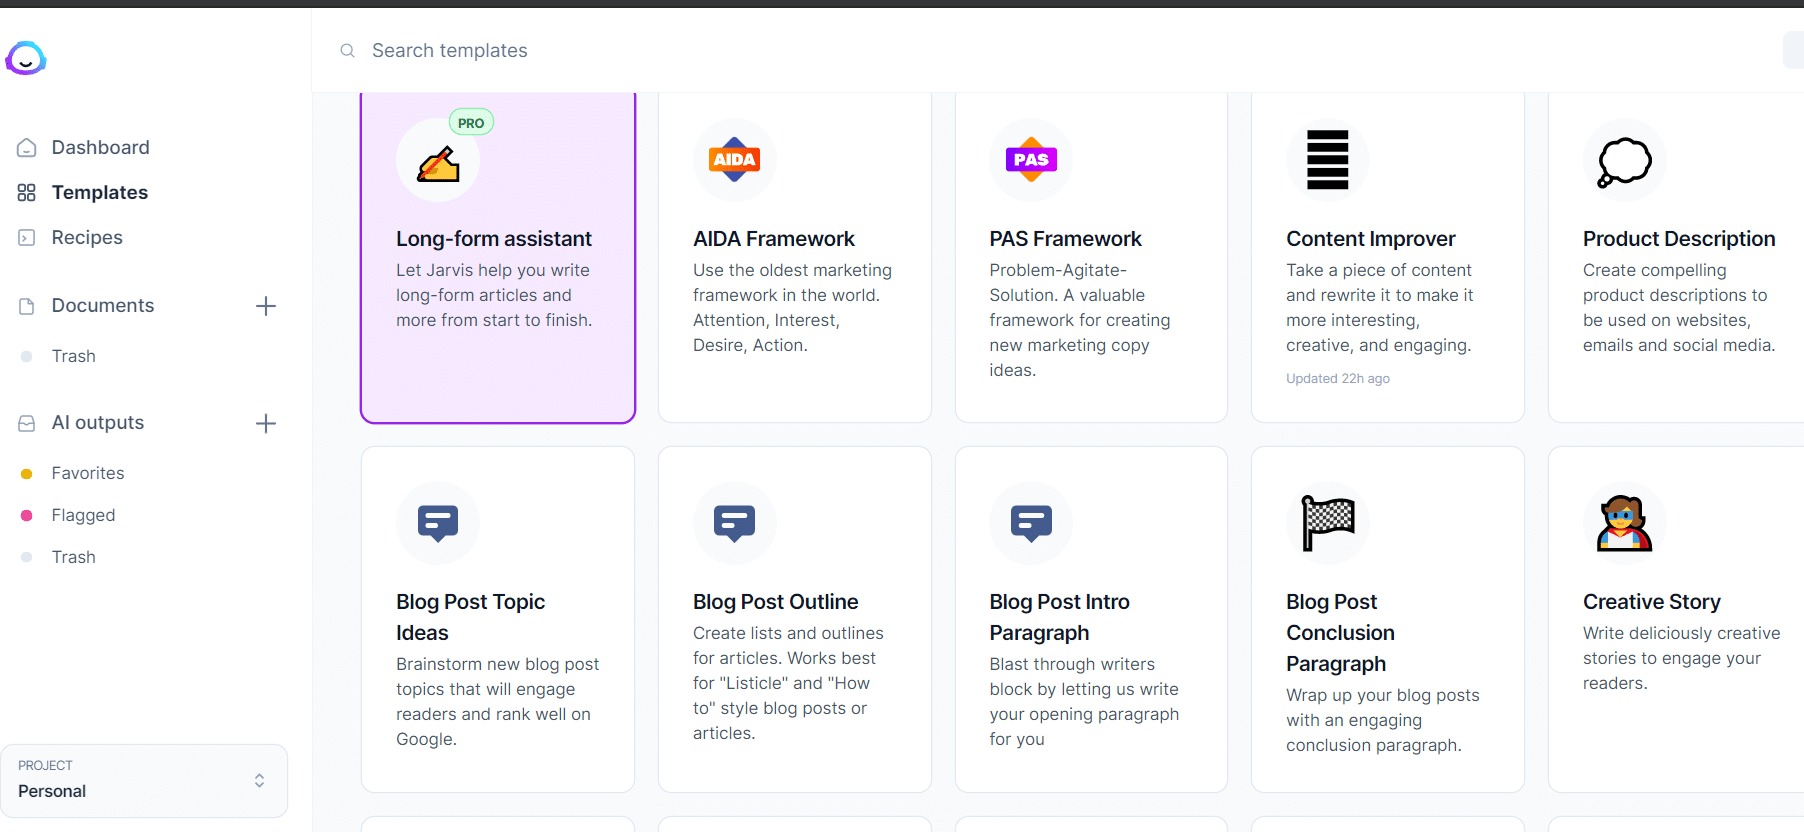 Search templates
Dashboard
Templates
Recipes
Documents
Trash
AI outputs
Favorites
Flagged
Trash
PROJECT
Personal
PRO
Long-form assistant
Let Jarvis help you write
long-form articles and
more from start to finish.
AIDA
AIDA Framework
Use the oldest marketing
framework in the world.
Attention, Interest,
Desire, Action.
PAS
PAS Framework
Problem-Agitate-
Solution. A valuable
framework for creating
new marketing copy
ideas.
Content Improver
Take a piece of content
and rewrite it to make it
more interesting,
creative, and engaging.
Updated 22h ago
Product Description
Create compelling
product descriptions to
be used on websites,
emails and social media.
Blog Post Topic
Ideas
Brainstorm new blog post
topics that will engage
readers and rank well on
Google.
Blog Post Outline
Create lists and outlines
for articles. Works best
for "Listicle" and "How
to" style blog posts or
articles.
Blog Post Intro
Paragraph
Blast through writers
block by letting us write
your opening paragraph
for you
Blog Post
Conclusion
Paragraph
Wrap up your blog posts
with an engaging
conclusion paragraph.
Creative Story
Write deliciously creative
stories to engage your
readers.